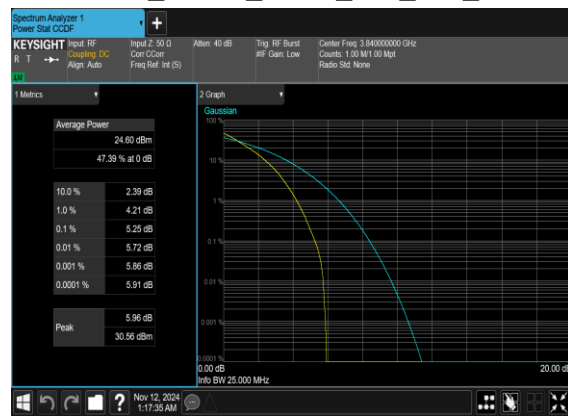 Spectrum Analyzer 1
Power Stat CCDF
+
KEYSIGHT Input: RF Input Z: 50 Ω Atten: 40 dB Trig: RF Burst Center Freq: 3.840000000 GHz
R T Coupling: DC Corr CCorr #IF Gain: Low Counts: 1.00 M/1.00 Mpt
Align: Auto Freq Ref: Int (S) Radio Std: None
1 Metrics
Average Power
24.60 dBm
47.39 % at 0 dB
10.0 % 2.39 dB
1.0 % 4.21 dB
0.1 % 5.25 dB
0.01 % 5.72 dB
0.001 % 5.86 dB
0.0001 % 5.91 dB
Peak 5.96 dB
30.56 dBm
2 Graph
Gaussian
100 %
10 %
1 %
0.1 %
0.01 %
0.001 %
0.0001 %
0.00 dB 20.00 dB
Info BW 25.000 MHz
? Nov 12, 2024
1:17:35 AM